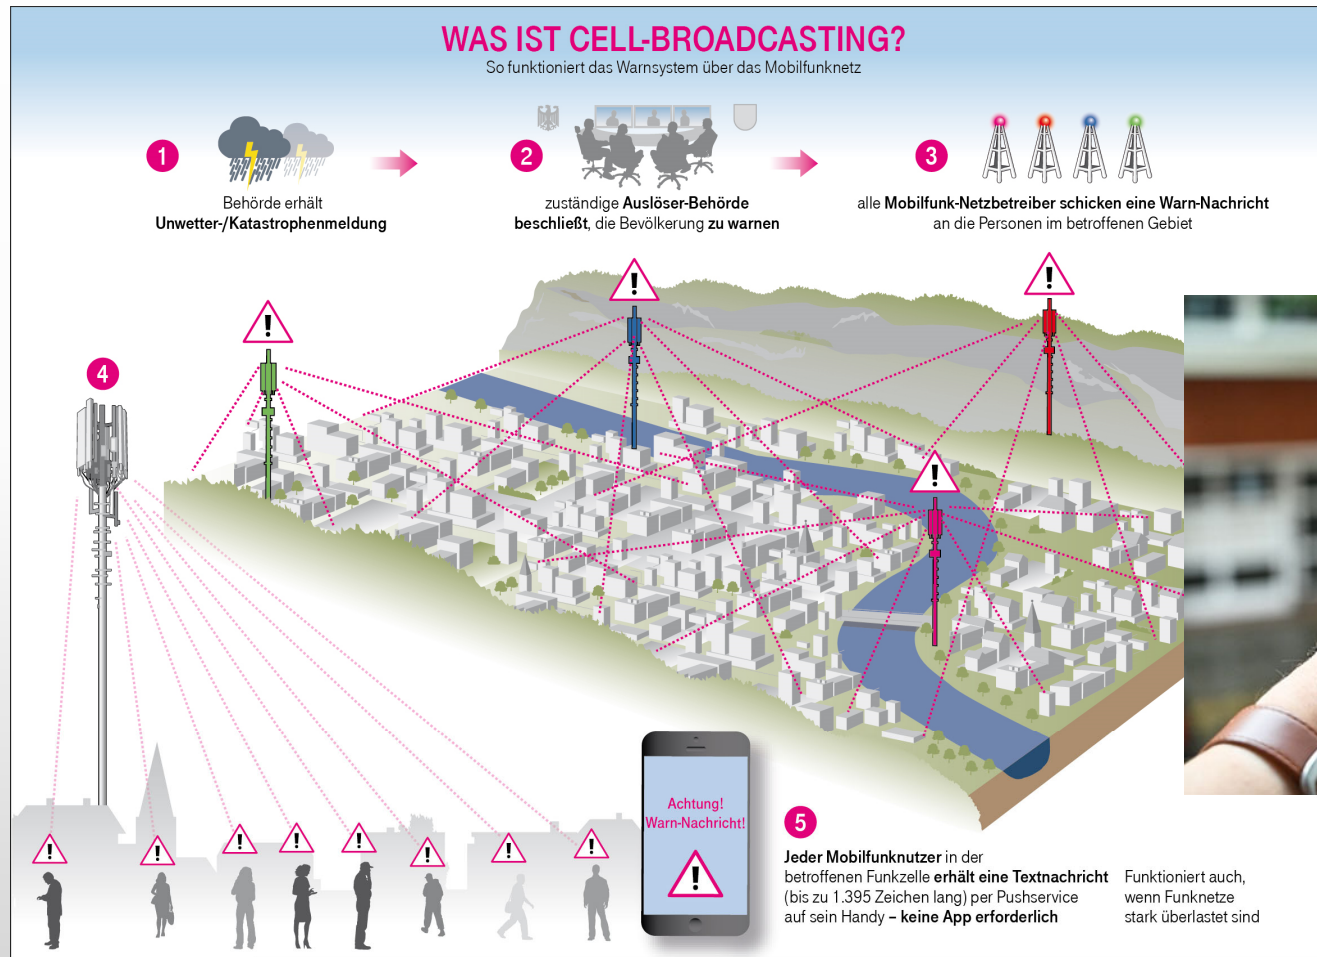 WAS IST CELL-BROADCASTING?
So funktioniert das Warnsystem über das Mobilfunknetz
1
Behörde erhält
Unwetter-/Katastrophenmeldung
2
zuständige Auslöser-Behörde
beschließt, die Bevölkerung zu warnen
3
alle Mobilfunk-Netzbetreiber schicken eine Warn-Nachricht
an die Personen im betroffenen Gebiet
!
!
!
!
4
!
!
!
!
!
!
!
!
Achtung!
Warn-Nachricht!
!
5
Jeder Mobilfunknutzer in der
betroffenen Funkzelle erhält eine Textnachricht
(bis zu 1.395 Zeichen lang) per Pushservice
auf sein Handy – keine App erforderlich
Funktioniert auch,
wenn Funknetze
stark überlastet sind